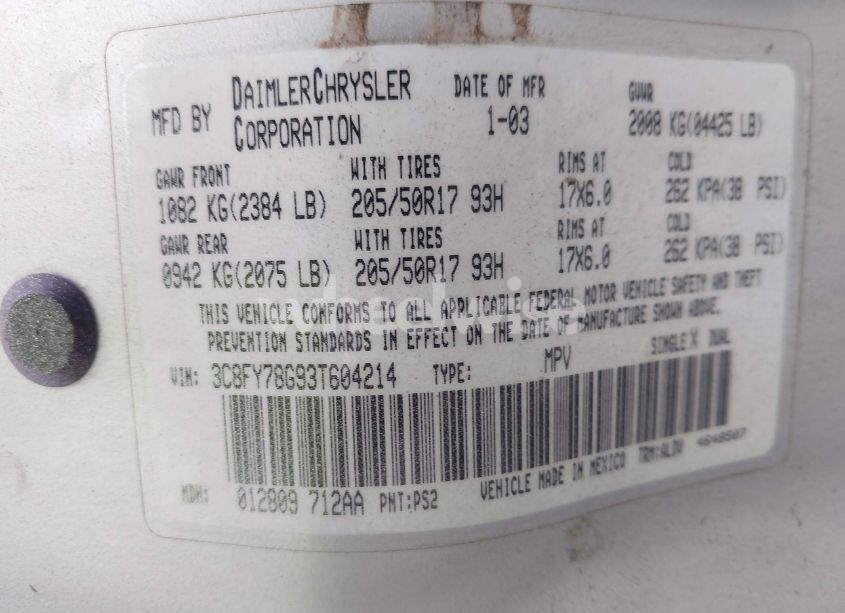 MFD BY DAIMLERCHRYSLER CORPORATION
DATE OF MFR 1-03
GVWR 2008 KG(04425 LB)
GAWR FRONT WITH TIRES RIMS AT COLD
1082 KG(2384 LB) 205/50R17 93H 17X6.0 262 KPA(38 PSI)
GAWR REAR WITH TIRES RIMS AT COLD
0942 KG(2075 LB) 205/50R17 93H 17X6.0 262 KPA(38 PSI)
THIS VEHICLE CONFORMS TO ALL APPLICABLE FEDERAL MOTOR VEHICLE SAFETY AND THEFT
PREVENTION STANDARDS IN EFFECT ON THE DATE OF MANUFACTURE SHOWN ABOVE.
VIN: 3C8FY78G93T604214 TYPE: MPV SINGLE X DUAL
MDH: 012809 712AA PNT:PS2 VEHICLE MADE IN MEXICO TRM:ALDV 4648507